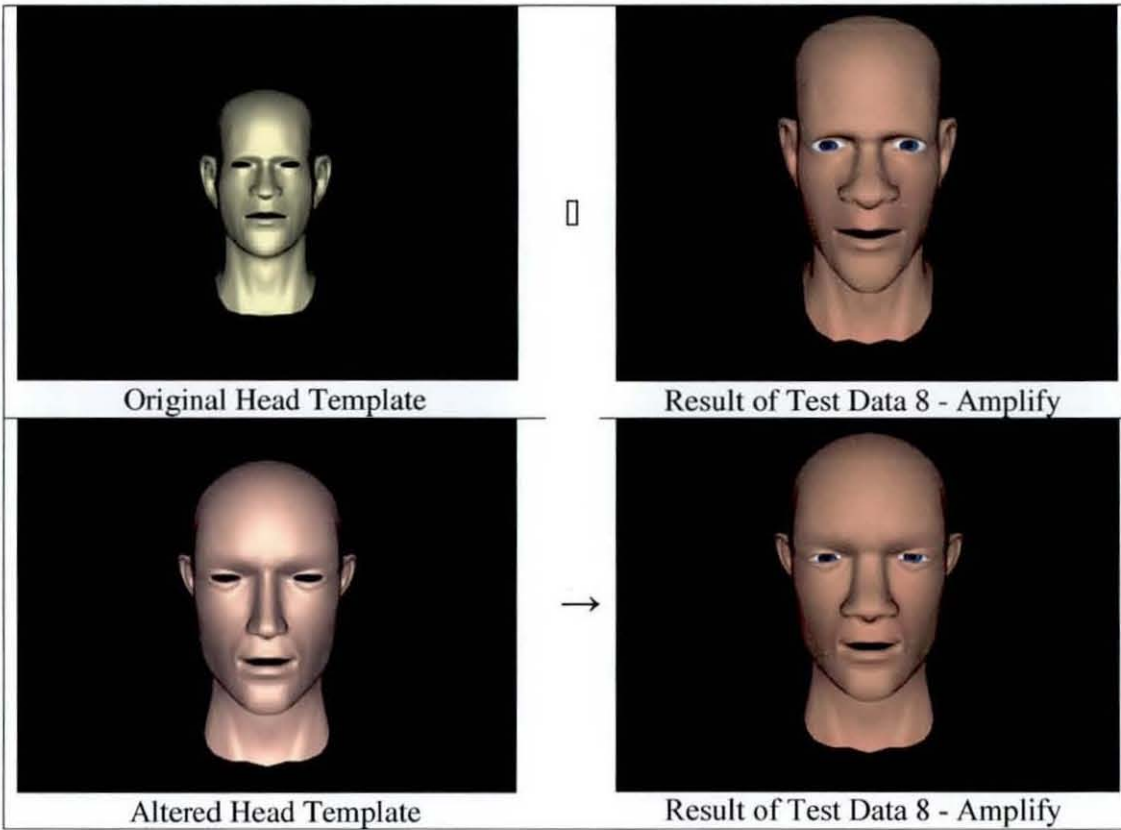 Original Head Template
Result of Test Data 8 - Amplify
→
Altered Head Template
Result of Test Data 8 - Amplify